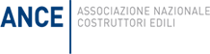 ANCE
ASSOCIAZIONE NAZIONALE
COSTRUTTORI EDILI